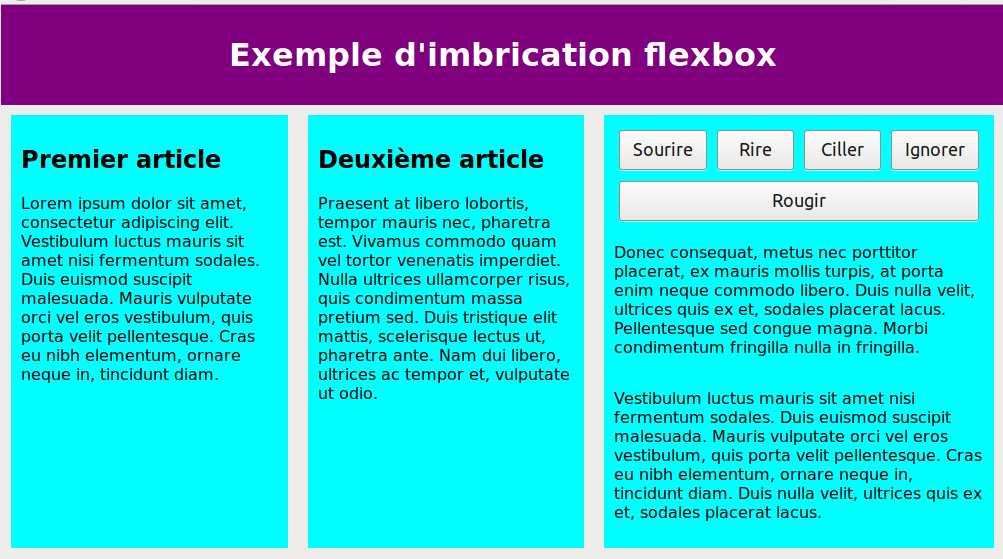 Exemple d'imbrication flexbox
Premier article
Lorem ipsum dolor sit amet,
consectetur adipiscing elit.
Vestibulum luctus mauris sit
amet nisi fermentum sodales.
Duis euismod suscipit
malesuada. Mauris vulputate
orci vel eros vestibulum, quis
porta velit pellentesque. Cras
eu nibh elementum, ornare
neque in, tincidunt diam.
Deuxième article
Praesent at libero lobortis,
tempor mauris nec, pharetra
est. Vivamus commodo quam
vel tortor venenatis imperdiet.
Nulla ultrices ullamcorper risus,
quis condimentum massa
pretium sed. Duis tristique elit
mattis, scelerisque lectus ut,
pharetra ante. Nam dui libero,
ultrices ac tempor et, vulputate
ut odio.
Sourire Rire Ciller Ignorer
Rougir
Donec consequat, metus nec porttitor
placerat, ex mauris mollis turpis, at porta
enim neque commodo libero. Duis nulla velit,
ultrices quis ex et, sodales placerat lacus.
Pellentesque sed congue magna. Morbi
condimentum fringilla nulla in fringilla.
Vestibulum luctus mauris sit amet nisi
fermentum sodales. Duis euismod suscipit
malesuada. Mauris vulputate orci vel eros
vestibulum, quis porta velit pellentesque. Cras
eu nibh elementum, ornare neque in,
tincidunt diam. Duis nulla velit, ultrices quis ex
et, sodales placerat lacus.